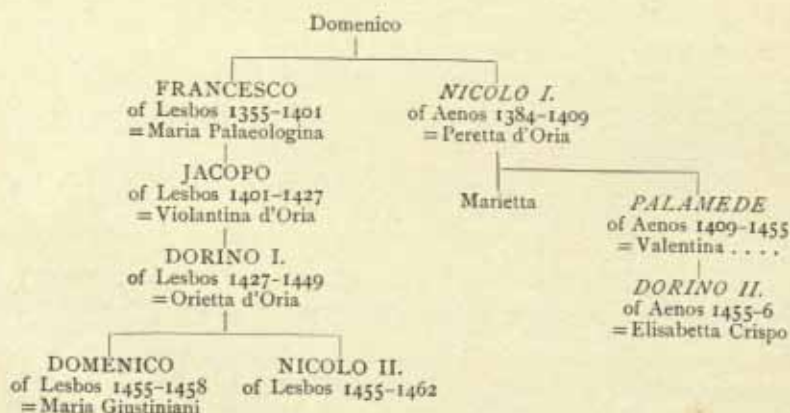 Domenico
FRANCESCO
of Lesbos 1355-1401
= Maria Palaeologina
NICOLO I.
of Aenos 1384-1409
= Peretta d'Oria
JACOPO
of Lesbos 1401-1427
= Violantina d'Oria
Marietta
PALAMEDE
of Aenos 1409-1455
= Valentina . . . .
DORINO I.
of Lesbos 1427-1449
= Orietta d'Oria
DORINO II.
of Aenos 1455-6
= Elisabetta Crispo
DOMENICO
of Lesbos 1455-1458
= Maria Giustiniani
NICOLO II.
of Lesbos 1455-1462